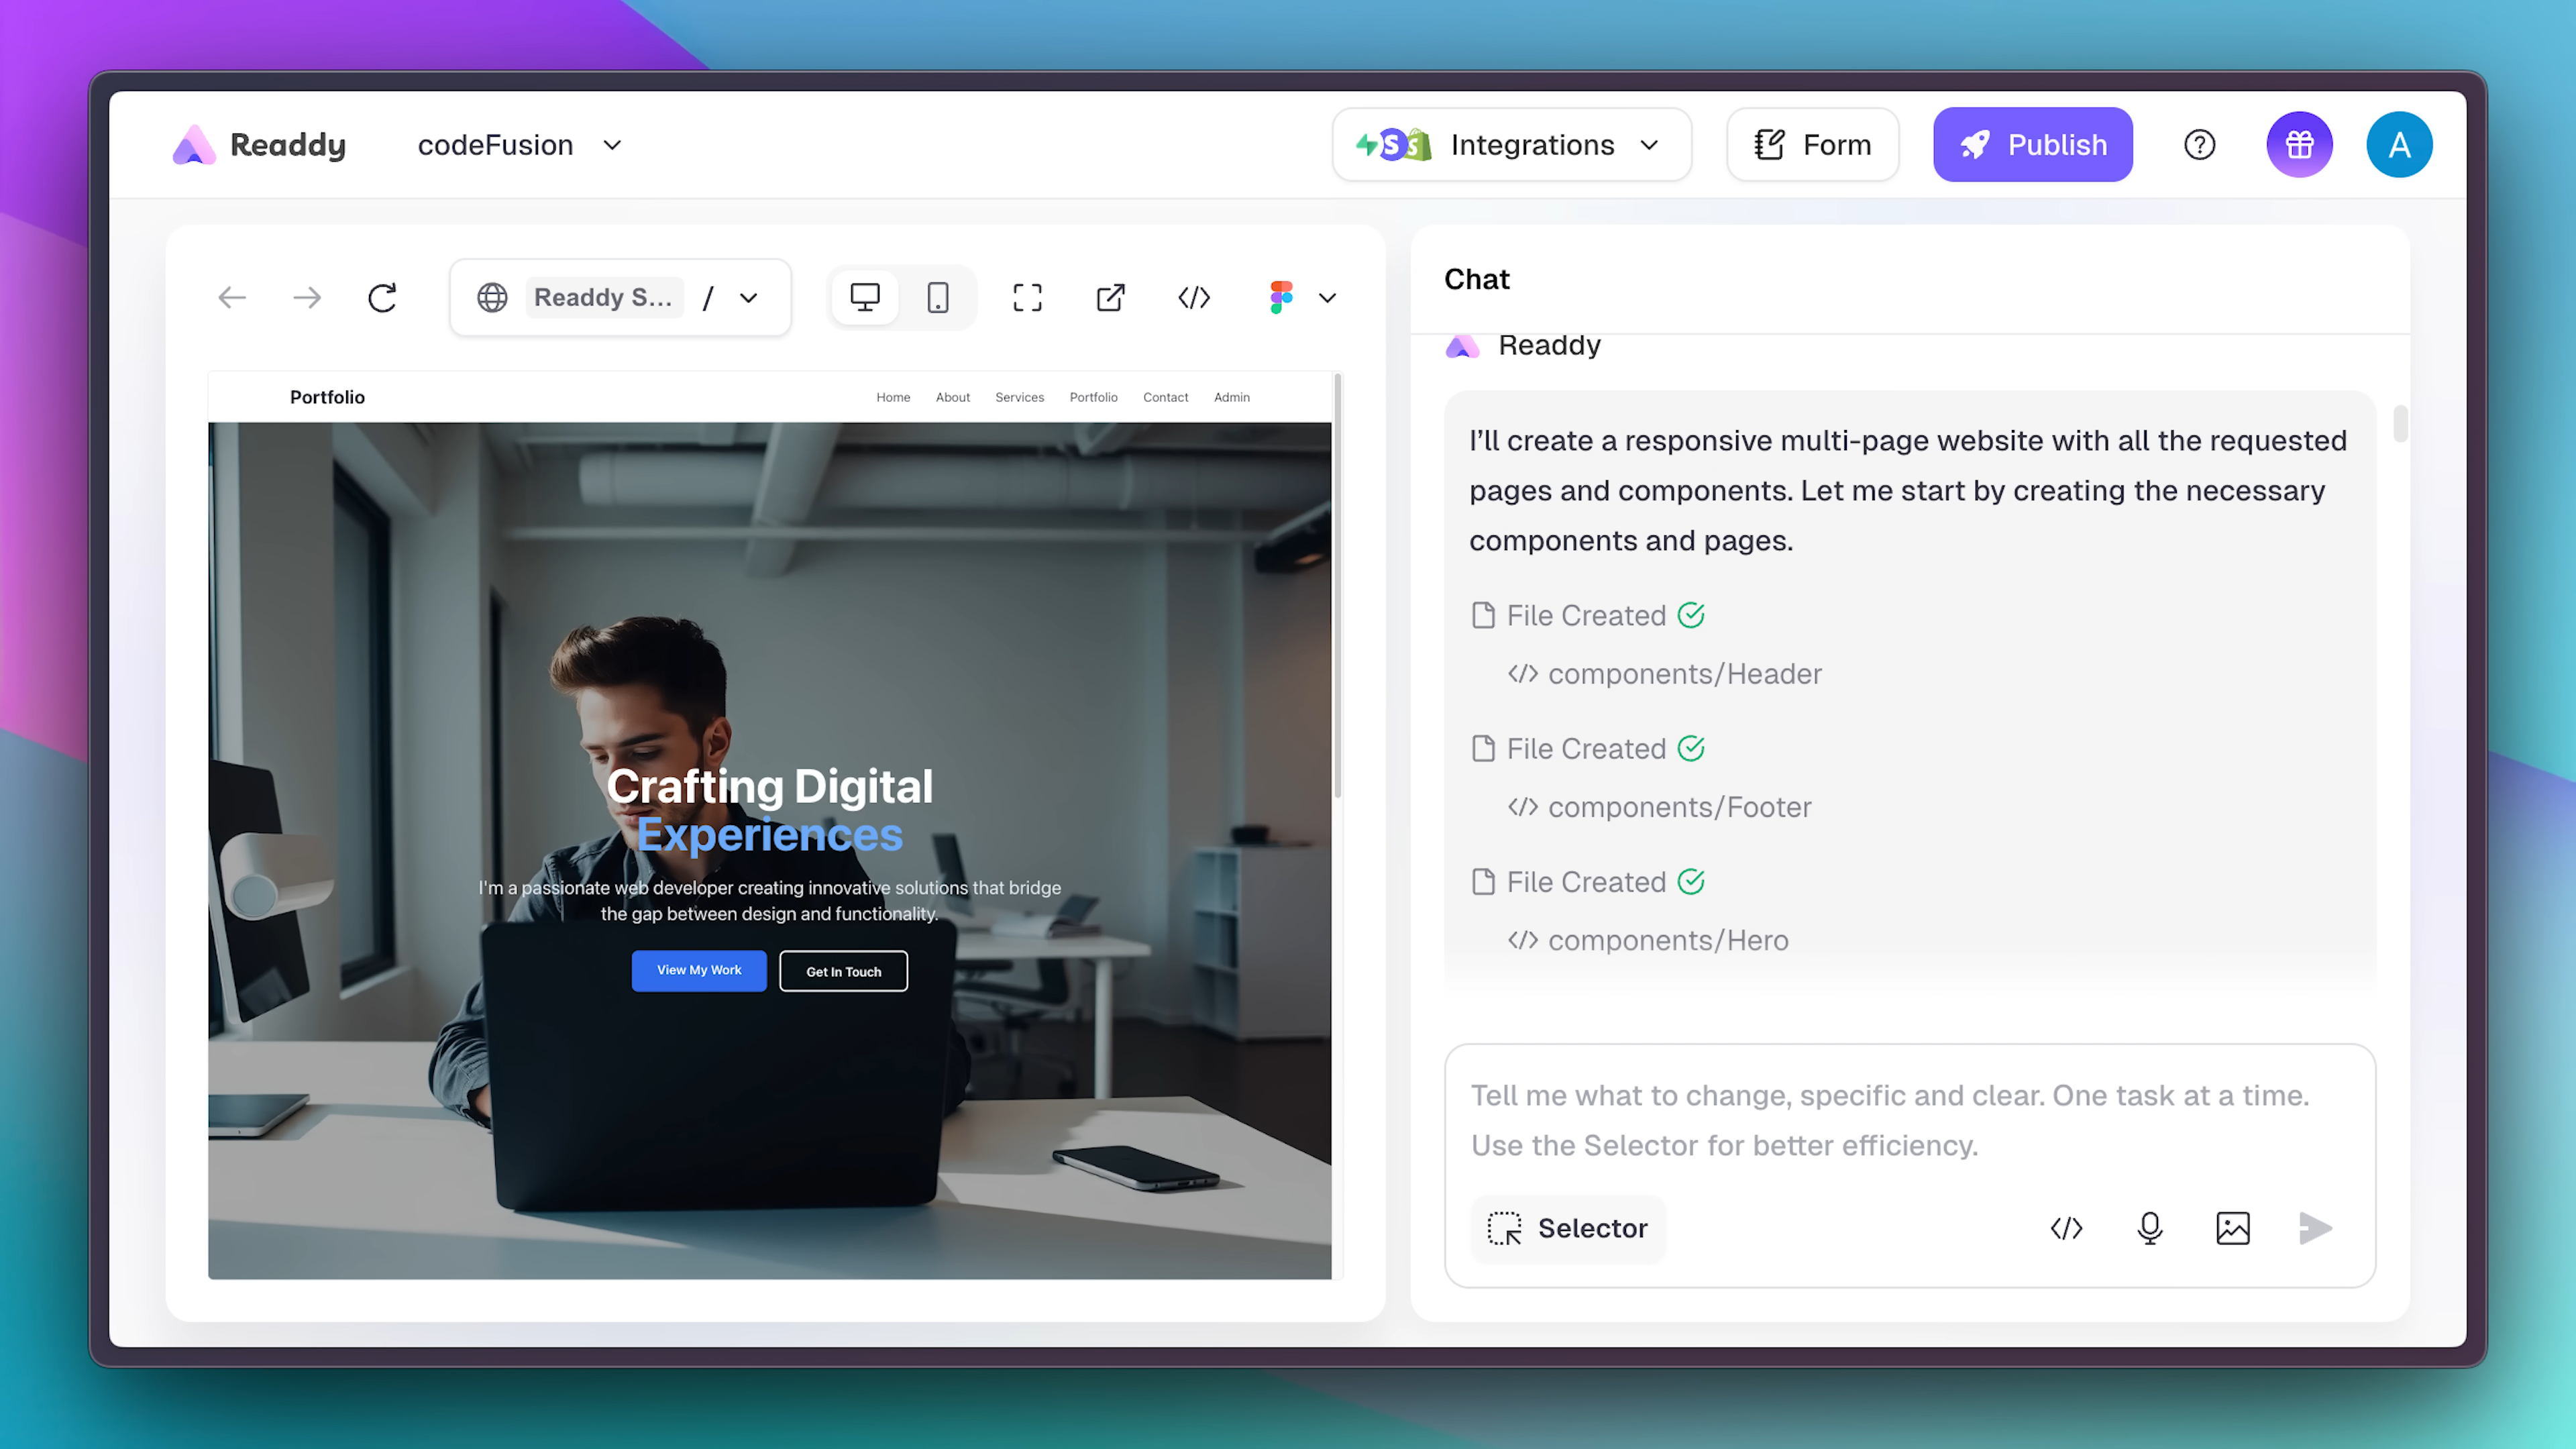 Readdy
codeFusion
Integrations
Form
Publish
A
Readdy S... /
Portfolio
Home About Services Portfolio Contact Admin
Crafting Digital
Experiences
I'm a passionate web developer creating innovative solutions that bridge
the gap between design and functionality.
View My Work
Get In Touch
Chat
Readdy
I’ll create a responsive multi-page website with all the requested
pages and components. Let me start by creating the necessary
components and pages.
File Created
</> components/Header
File Created
</> components/Footer
File Created
</> components/Hero
Tell me what to change, specific and clear. One task at a time.
Use the Selector for better efficiency.
Selector